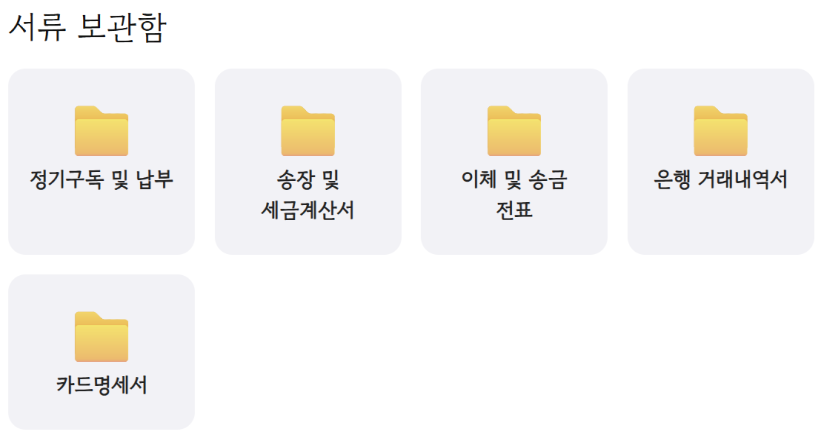 서류 보관함
정기구독 및 납부
송장 및
세금계산서
이체 및 송금
전표
은행 거래내역서
카드명세서